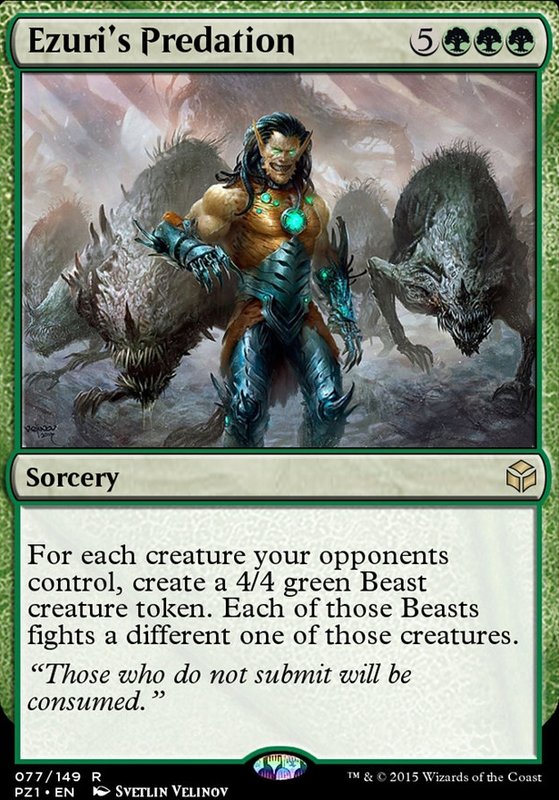 Ezuri's Predation 5
Sorcery
For each creature your opponents
control, create a 4/4 green Beast
creature token. Each of those Beasts
fights a different one of those creatures.
“Those who do not submit will be
consumed.”
077/149 R
PZ1 • EN Svetlin Velinov
™ & © 2015 Wizards of the Coast